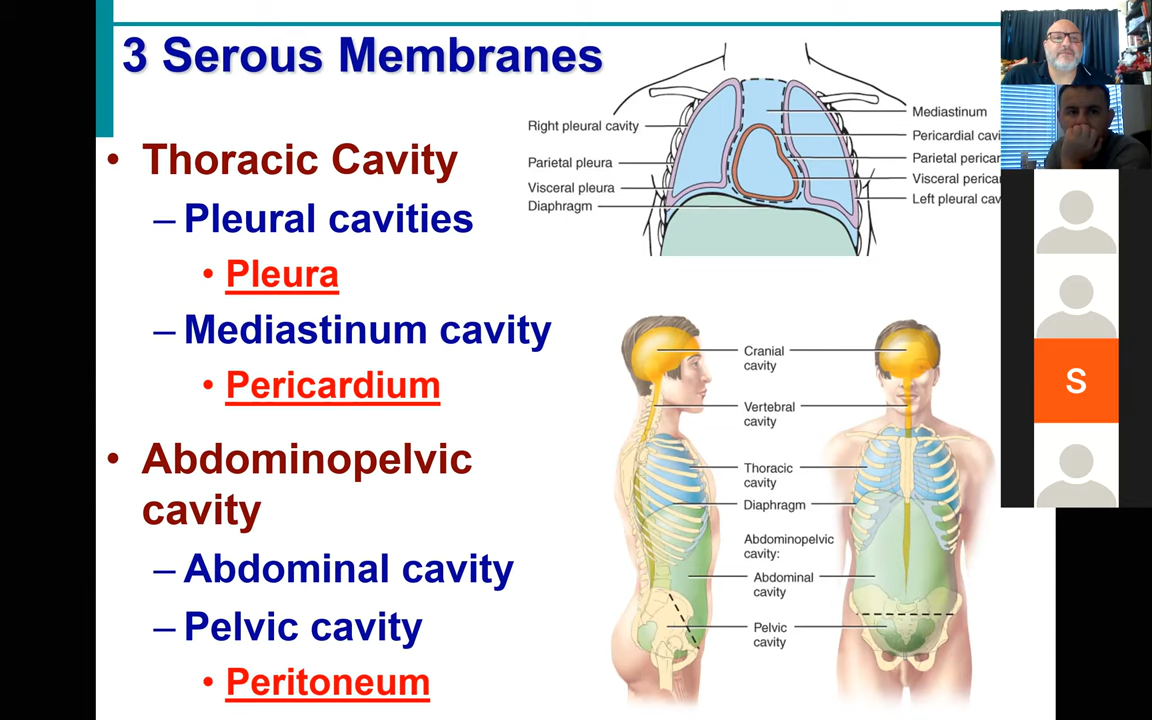 3 Serous Membranes
• Thoracic Cavity
– Pleural cavities
• Pleura
– Mediastinum cavity
• Pericardium
• Abdominopelvic
cavity
– Abdominal cavity
– Pelvic cavity
• Peritoneum
Right pleural cavity
Parietal pleura
Visceral pleura
Diaphragm
Mediastinum
Pericardial cavi
Parietal pericar
Visceral perica
Left pleural cav
Cranial
cavity
Vertebral
cavity
Thoracic
cavity
Diaphragm
Abdominopelvic
cavity:
Abdominal
cavity
Pelvic
cavity
S